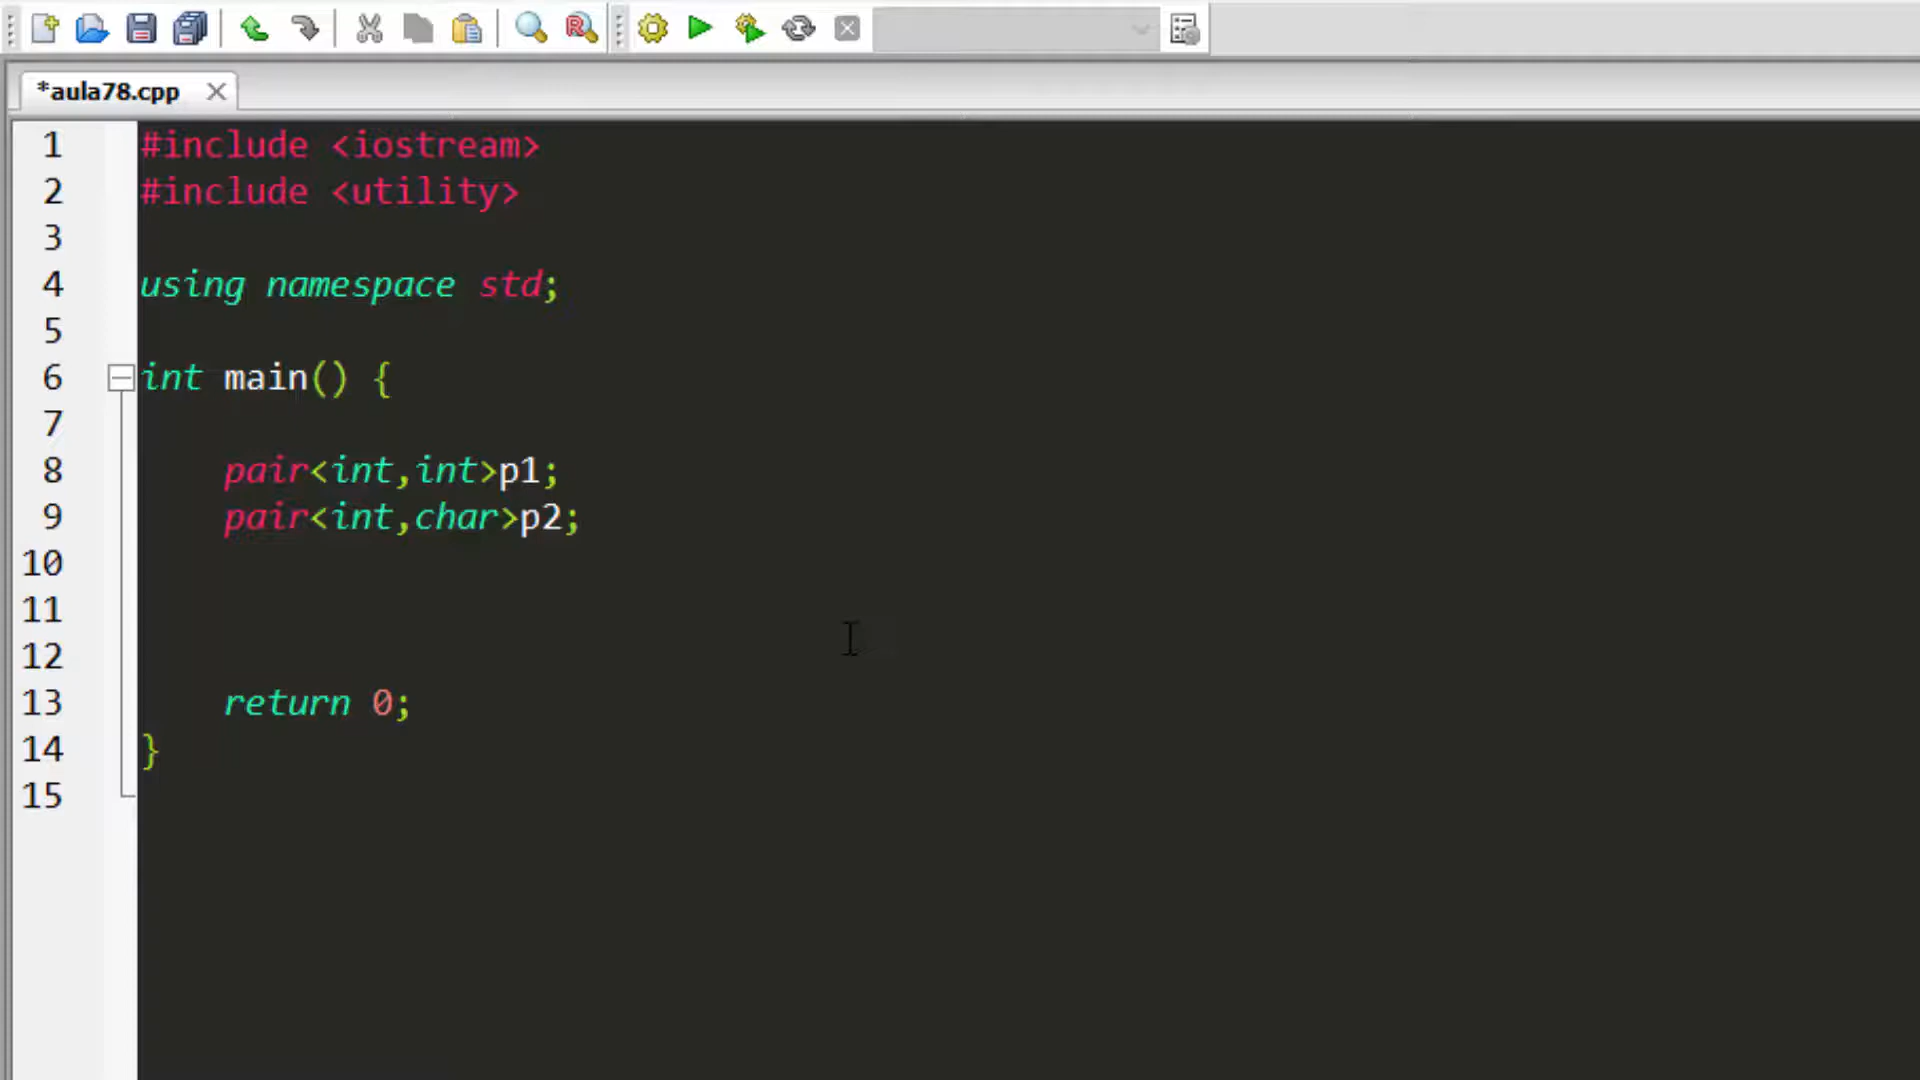 *aula78.cpp
1 #include <iostream>
2 #include <utility>
3
4 using namespace std;
5
6 int main() {
7
8 pair<int,int>p1;
9 pair<int,char>p2;
10
11
12
13 return 0;
14 }
15